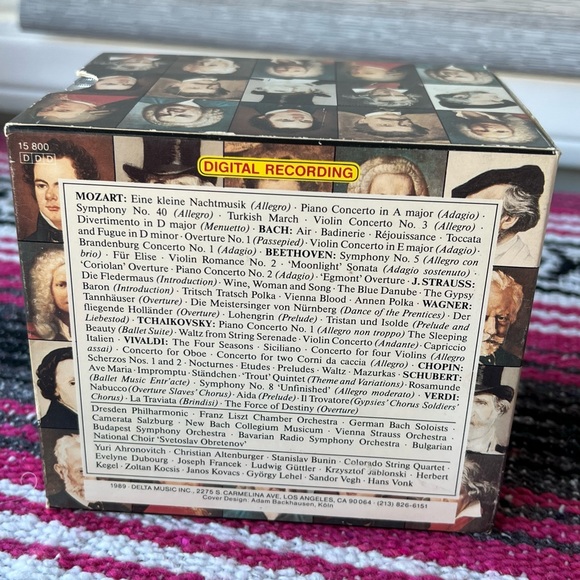 15 800
DDD
DIGITAL RECORDING
MOZART: Eine kleine Nachtmusik (Allegro) · Piano Concerto in A major (Adagio) ·
Symphony No. 40 (Allegro) · Turkish March · Violin Concerto No. 3 (Allegro) ·
Divertimento in D major (Menuetto) · BACH: Air · Badinerie · Réjouissance · Toccata
and Fugue in D minor · Overture No. 1 (Passepied) · Violin Concerto in E major (Adagio) ·
Brandenburg Concerto No. 1 (Adagio) · BEETHOVEN: Symphony No. 5 (Allegro con
brio) · Für Elise · Violin Romance No. 2 · 'Moonlight' Sonata (Adagio sostenuto) ·
'Coriolan' Overture · Piano Concerto No. 2 (Adagio) · 'Egmont' Overture · J. STRAUSS:
Die Fledermaus (Introduction) · Wine, Woman and Song · The Blue Danube · The Gypsy
Baron (Introduction) · Tritsch Tratsch Polka · Vienna Blood · Annen Polka · WAGNER:
Tannhäuser (Overture) · Die Meistersinger von Nürnberg (Dance of the Prentices) · Der
fliegende Holländer (Overture) · Lohengrin (Prelude) · Tristan und Isolde (Prelude and
Liebestod) · TCHAIKOVSKY: Piano Concerto No. 1 (Allegro non troppo) The Sleeping
Beauty (Ballet Suite) · Waltz from String Serenade · Violin Concerto (Andante) · Capriccio
Italien · VIVALDI: The Four Seasons · Siciliano · Concerto for four Violins (Allegro
assai) · Concerto for Oboe · Concerto for two Corni da caccia (Allegro) · CHOPIN:
Scherzos Nos. 1 and 2 · Nocturnes · Etudes · Preludes · Waltz · Mazurkas · SCHUBERT:
Ave Maria · Impromptu · Ständchen · 'Trout' Quintet (Theme and Variations) · Rosamunde
(Ballet Music Entr'acte) · Symphony No. 8 'Unfinished' (Allegro moderato) · VERDI:
Nabucco (Overture Slaves' Chorus) · Aida (Prelude) · Il Trovatore (Gypsies' Chorus Soldiers'
Chorus) · La Traviata (Brindisi) · The Force of Destiny (Overture)
Dresden Philharmonic · Franz Liszt Chamber Orchestra · German Bach Soloists ·
Camerata Salzburg · New Bach Collegium Musicum · Vienna Strauss Orchestra ·
Budapest Symphony Orchestra · Bavarian Radio Symphony Orchestra · Bulgarian
National Choir 'Svetoslav Obretenov'
Yuri Ahronovitch · Christian Altenburger · Stanislav Bunin · Colorado String Quartet ·
Evelyne Dubourg · Joseph Francek · Ludwig Güttler · Krzysztof Jablonski · Herbert
Kegel · Zoltan Kocsis · Janos Kovacs · György Lehel · Sandor Vegh · Hans Vonk
1989 · DELTA MUSIC INC., 2275 S. CARMELINA AVE, LOS ANGELES, CA 90064 · (213) 826-6151
Cover Design: Adam Backhausen, Köln